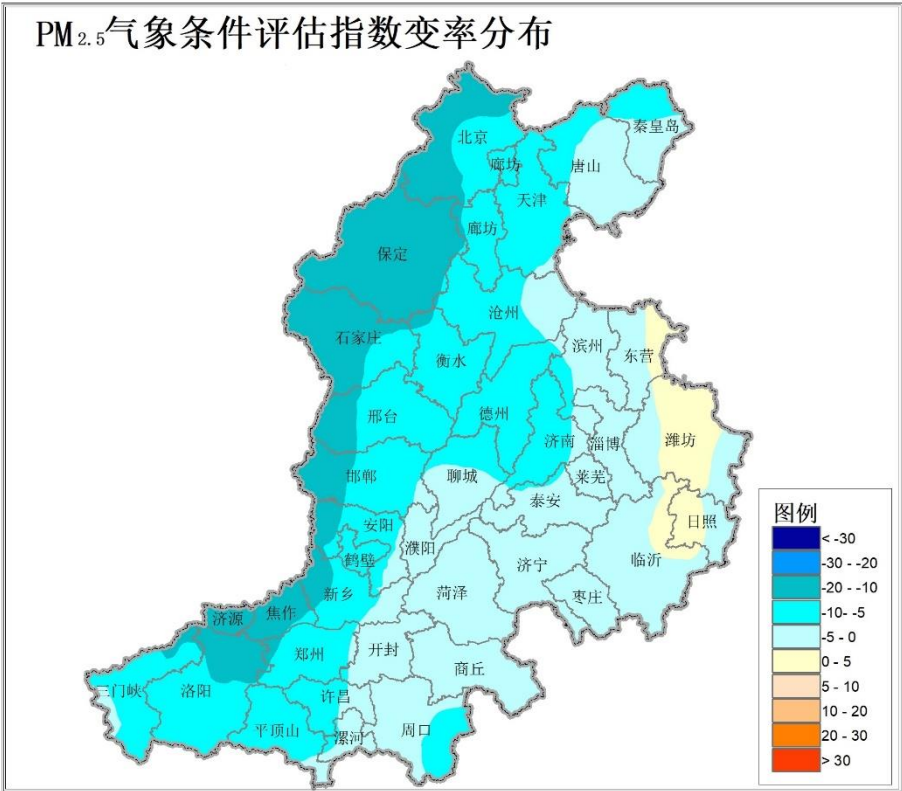 PM2.5气象条件评估指数变率分布
北京
秦皇岛
廊坊
唐山
天津
廊坊
保定
沧州
石家庄
滨州
东营
衡水
邢台
德州
济南
淄博
潍坊
邯郸
聊城
莱芜
泰安
日照
安阳
濮阳
鹤壁
济宁
临沂
新乡
菏泽
枣庄
济源
焦作
开封
郑州
商丘
三门峡
洛阳
许昌
平顶山
漯河
周口
图例
< -30
-30 - -20
-20 - -10
-10- -5
-5 - 0
0 - 5
5 - 10
10 - 20
20 - 30
> 30